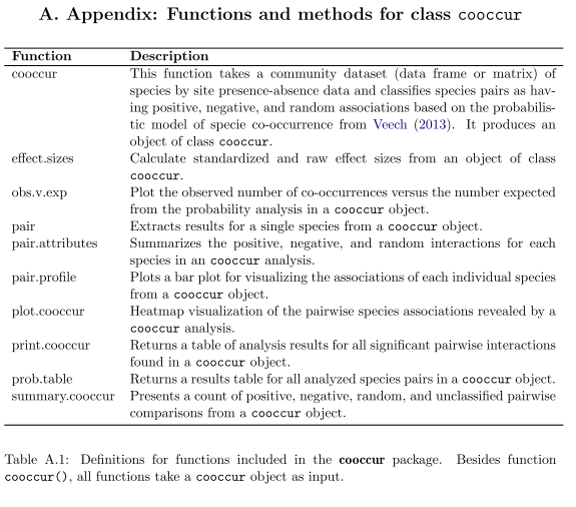 A. Appendix: Functions and methods for class cooccur
Function Description
cooccur This function takes a community dataset (data frame or matrix) of
species by site presence-absence data and classifies species pairs as hav-
ing positive, negative, and random associations based on the probabilis-
tic model of specie co-occurrence from Veech (2013). It produces an
object of class cooccur.
effect.sizes Calculate standardized and raw effect sizes from an object of class
cooccur.
obs.v.exp Plot the observed number of co-occurrences versus the number expected
from the probability analysis in a cooccur object.
pair Extracts results for a single species from a cooccur object.
pair.attributes Summarizes the positive, negative, and random interactions for each
species in an cooccur analysis.
pair.profile Plots a bar plot for visualizing the associations of each individual species
from a cooccur object.
plot.cooccur Heatmap visualization of the pairwise species associations revealed by a
cooccur analysis.
print.cooccur Returns a table of analysis results for all significant pairwise interactions
found in a cooccur object.
prob.table Returns a results table for all analyzed species pairs in a cooccur object.
summary.cooccur Presents a count of positive, negative, random, and unclassified pairwise
comparisons from a cooccur object.
Table A.1: Definitions for functions included in the cooccur package. Besides function
cooccur(), all functions take a cooccur object as input.